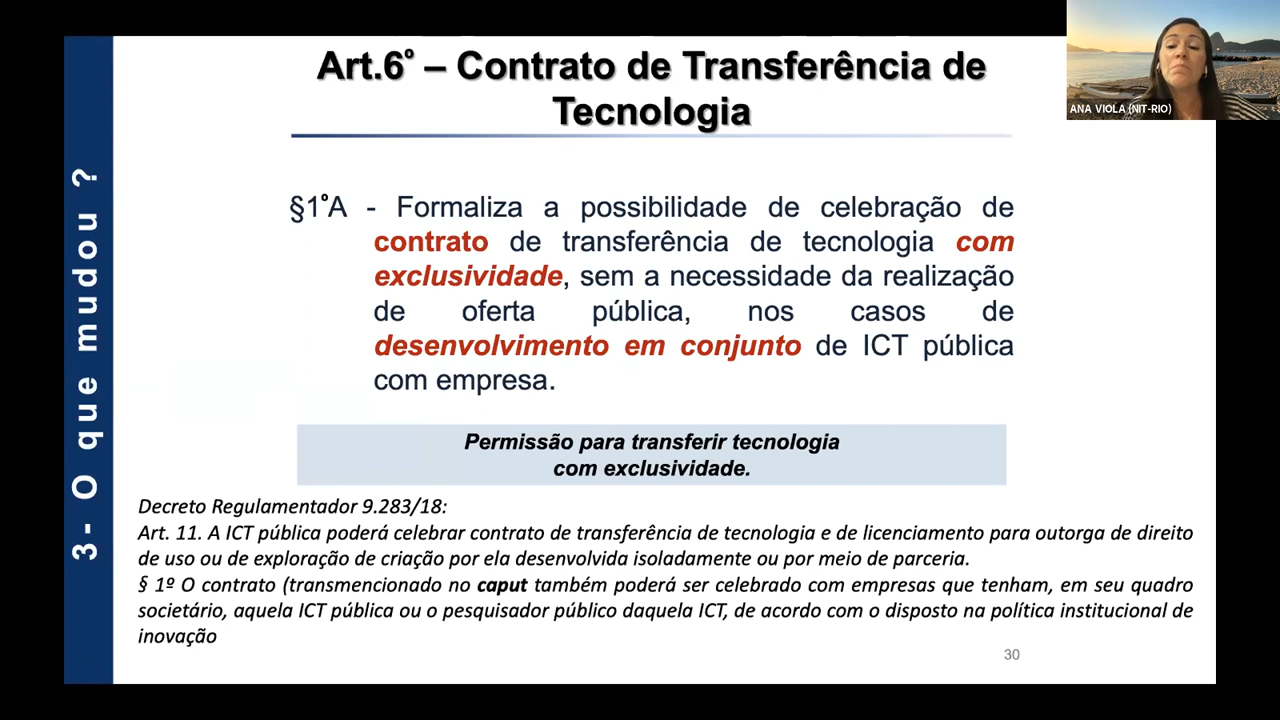 Art.6º – Contrato de Transferência de
Tecnologia
ANA VIOLA (NIT-RIO)
3- O que mudou ?
§1ºA - Formaliza a possibilidade de celebração de
contrato de transferência de tecnologia com
exclusividade, sem a necessidade da realização
de oferta pública, nos casos de
desenvolvimento em conjunto de ICT pública
com empresa.
Permissão para transferir tecnologia
com exclusividade.
Decreto Regulamentador 9.283/18:
Art. 11. A ICT pública poderá celebrar contrato de transferência de tecnologia e de licenciamento para outorga de direito
de uso ou de exploração de criação por ela desenvolvida isoladamente ou por meio de parceria.
§ 1º O contrato (transmencionado no caput também poderá ser celebrado com empresas que tenham, em seu quadro
societário, aquela ICT pública ou o pesquisador público daquela ICT, de acordo com o disposto na política institucional de
inovação
30